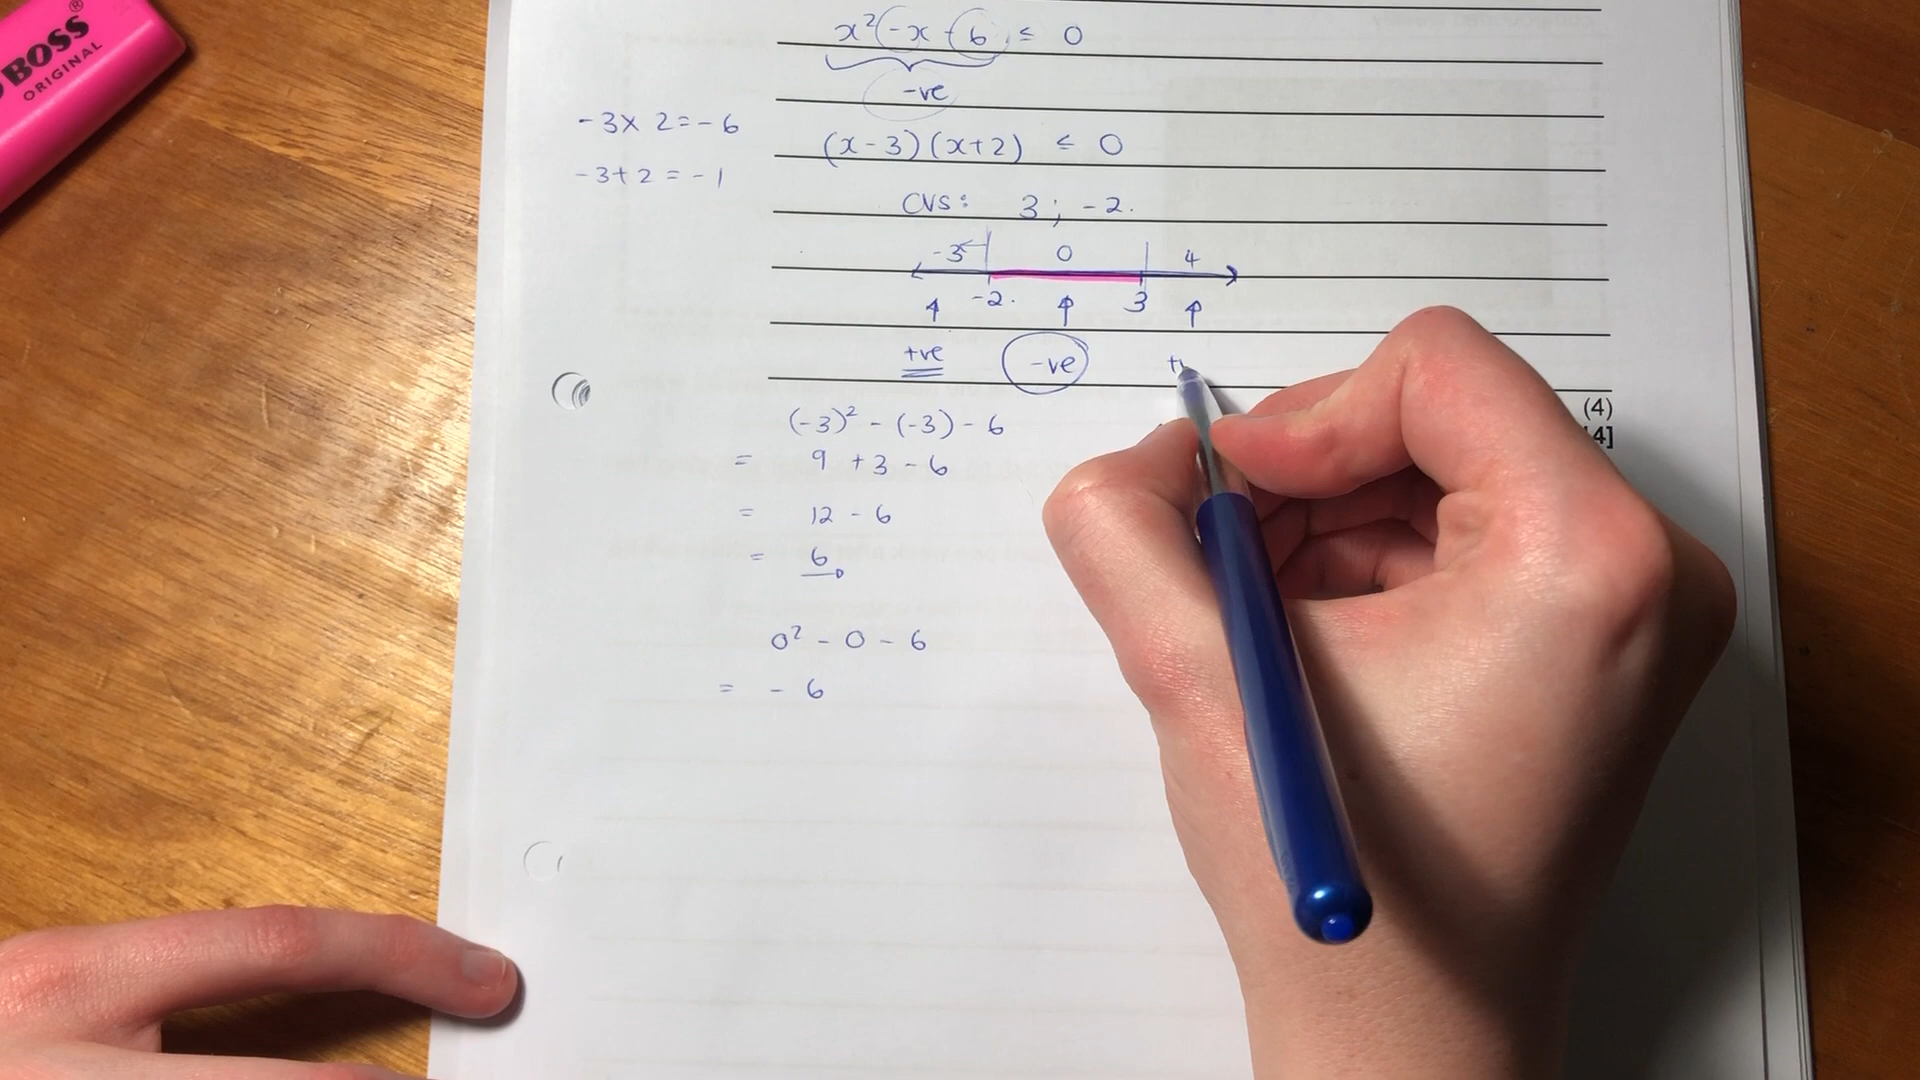 BOSS®
ORIGINAL
x² - x - 6 ≤ 0
-ve
-3 x 2 = -6
(x - 3)(x + 2) ≤ 0
-3 + 2 = -1
CVS: 3 ; -2.
-3 0 4
-2. 3
+ve -ve
(4)
(-3)² - (-3) - 6
4]
= 9 + 3 - 6
= 12 - 6
= 6
0² - 0 - 6
= - 6